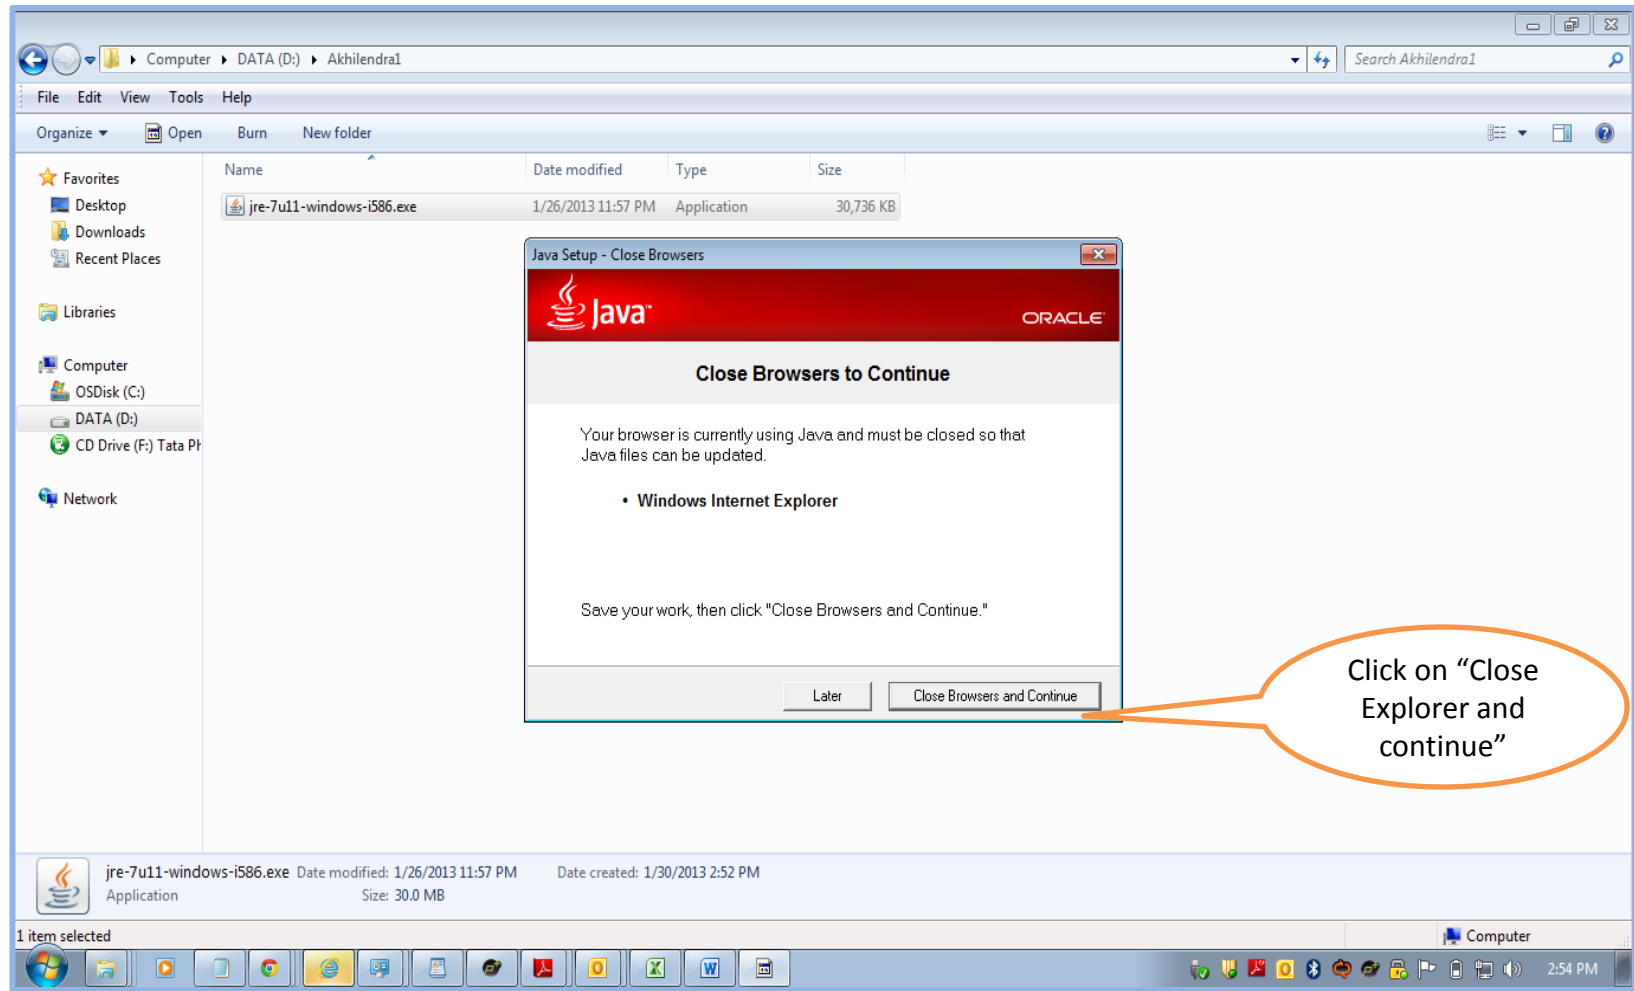 Computer ▸ DATA (D:) ▸ Akhilendra1
Search Akhilendra1
File Edit View Tools Help
Organize Open Burn New folder
Name Date modified Type Size
jre-7u11-windows-i586.exe 1/26/2013 11:57 PM Application 30,736 KB
Favorites
Desktop
Downloads
Recent Places
Libraries
Computer
OSDisk (C:)
DATA (D:)
CD Drive (F:) Tata
Network
Java Setup - Close Browsers
Java™
ORACLE
Close Browsers to Continue
Your browser is currently using Java and must be closed so that
Java files can be updated.
• Windows Internet Explorer
Save your work, then click "Close Browsers and Continue."
Later Close Browsers and Continue
Click on “Close
Explorer and
continue”
jre-7u11-windows-i586.exe Date modified: 1/26/2013 11:57 PM Date created: 1/30/2013 2:52 PM
Application Size: 30.0 MB
1 item selected
Computer
2:54 PM